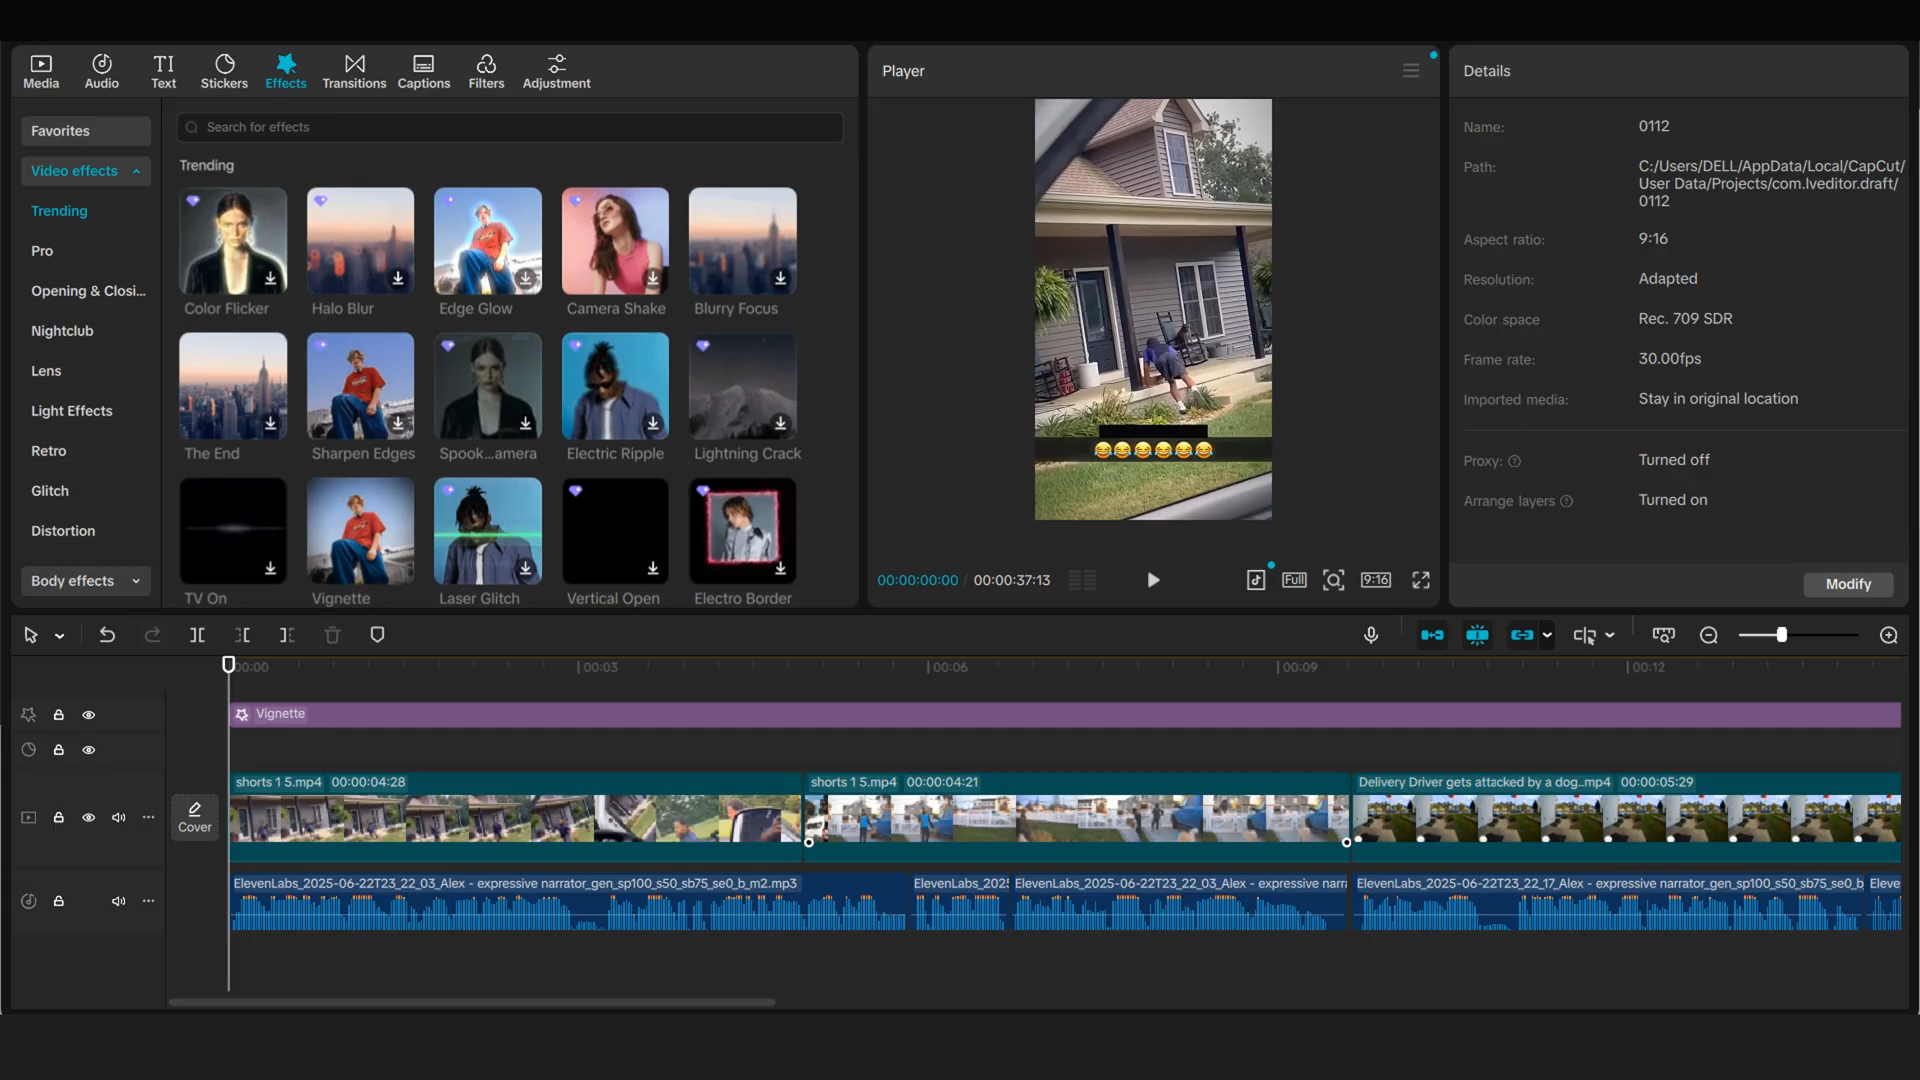 Media
Audio
TI
Text
Stickers
Effects
Transitions
Captions
Filters
Adjustment
Favorites
Video effects
Trending
Pro
Opening & Closi...
Nightclub
Lens
Light Effects
Retro
Glitch
Distortion
Body effects
Search for effects
Trending
Color Flicker
Halo Blur
Edge Glow
Camera Shake
Blurry Focus
The End
Sharpen Edges
Spook...amera
Electric Ripple
Lightning Crack
TV On
Vignette
Laser Glitch
Vertical Open
Electro Border
Player
00:00:00:00 / 00:00:37:13
Full
9:16
Details
Name: 0112
Path: C:/Users/DELL/AppData/Local/CapCut/
User Data/Projects/com.lveditor.draft/
0112
Aspect ratio: 9:16
Resolution: Adapted
Color space Rec. 709 SDR
Frame rate: 30.00fps
Imported media: Stay in original location
Proxy: Turned off
Arrange layers Turned on
Modify
00:00
00:03
00:06
00:09
00:12
Vignette
Cover
shorts 1 5.mp4 00:00:04:28
shorts 1 5.mp4 00:00:04:21
Delivery Driver gets attacked by a dog..mp4 00:00:05:29
ElevenLabs_2025-06-22T23_22_03_Alex - expressive narrator_gen_sp100_s50_sb75_se0_b_m2.mp3
ElevenLabs_2025
ElevenLabs_2025-06-22T23_22_03_Alex - expressive narra
ElevenLabs_2025-06-22T23_22_17_Alex - expressive narrator_gen_sp100_s50_sb75_se0_b
Eleve